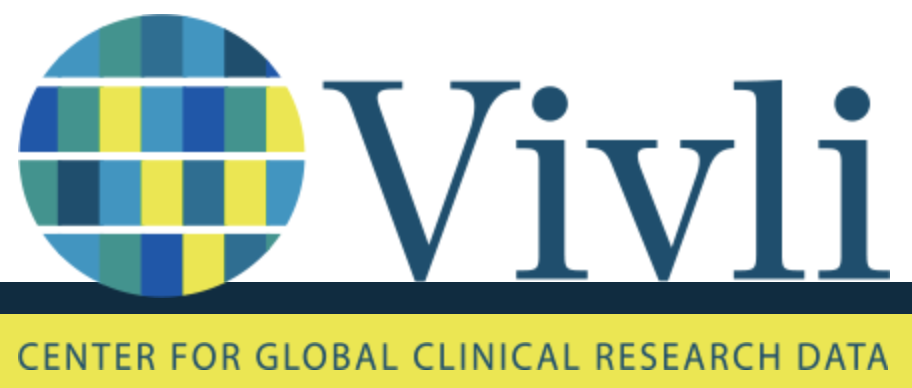 Vivli
CENTER FOR GLOBAL CLINICAL RESEARCH DATA